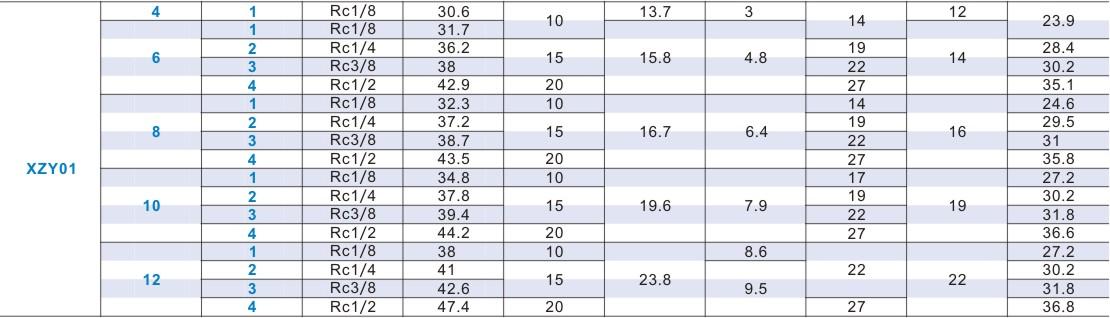 4 1 Rc1/8 30.6 10 13.7 3 14 12 23.9
1 Rc1/8 31.7
6 2 Rc1/4 36.2 15 15.8 4.8 19 14 28.4
3 Rc3/8 38 22 30.2
4 Rc1/2 42.9 20 27 35.1
1 Rc1/8 32.3 10 14 24.6
2 Rc1/4 37.2 19 29.5
8 3 Rc3/8 38.7 15 16.7 6.4 22 16 31
4 Rc1/2 43.5 20 27 35.8
XZY01
1 Rc1/8 34.8 10 17 27.2
2 Rc1/4 37.8 19 30.2
10 3 Rc3/8 39.4 15 19.6 7.9 22 19 31.8
4 Rc1/2 44.2 20 27 36.6
1 Rc1/8 38 10 8.6 27.2
2 Rc1/4 41 22 30.2
12 3 Rc3/8 42.6 15 23.8 9.5 22 31.8
4 Rc1/2 47.4 20 27 36.8